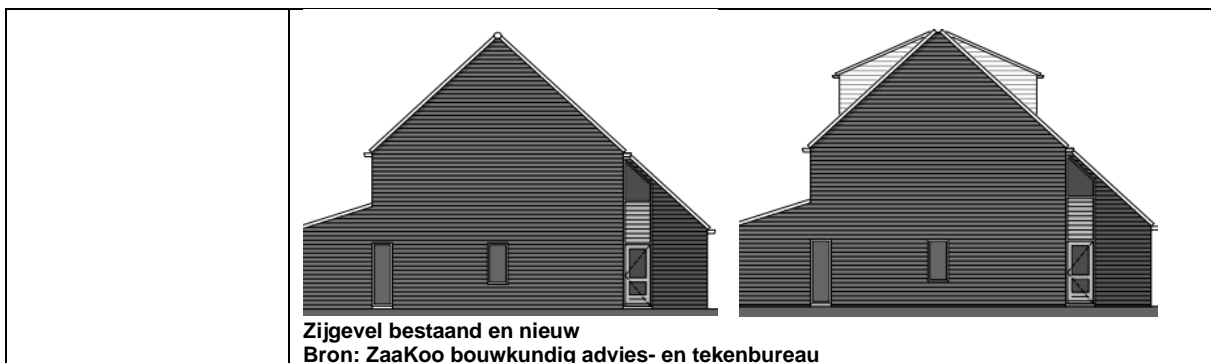 Zijgevel bestaand en nieuw
Bron: ZaaKoo bouwkundig advies- en tekenbureau